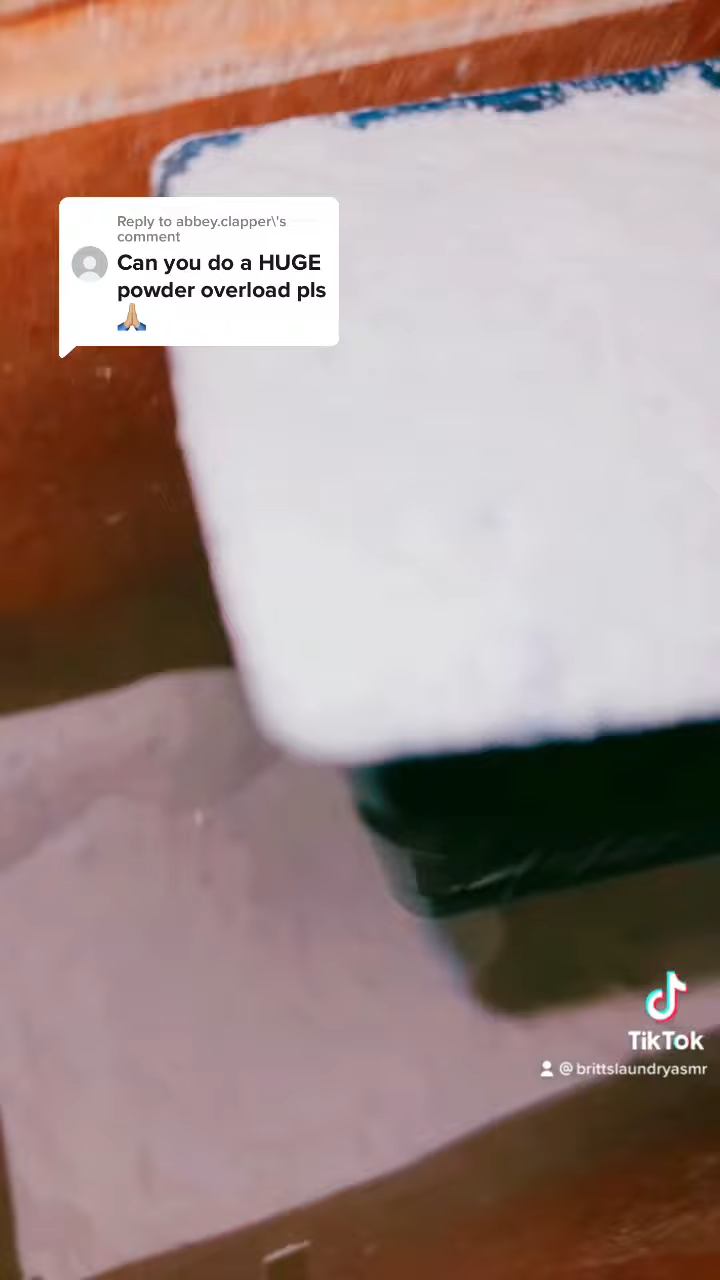 Reply to abbey.clapper\'s
comment
Can you do a HUGE
powder overload pls
🙏🏼
TikTok
@brittslaundryasmr